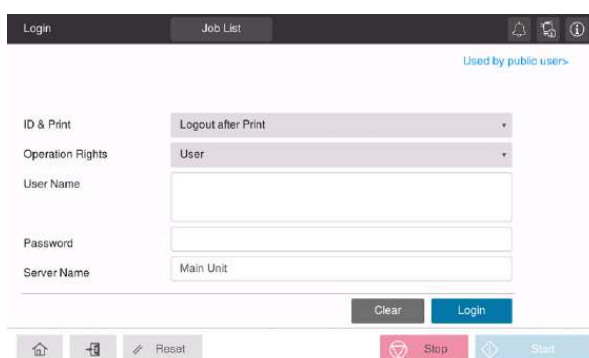 Login
Job List
Used by public user>
ID & Print
Logout after Print
Operation Rights
User
User Name
Password
Server Name
Main Unit
Clear
Login
Reset
Stop
Start